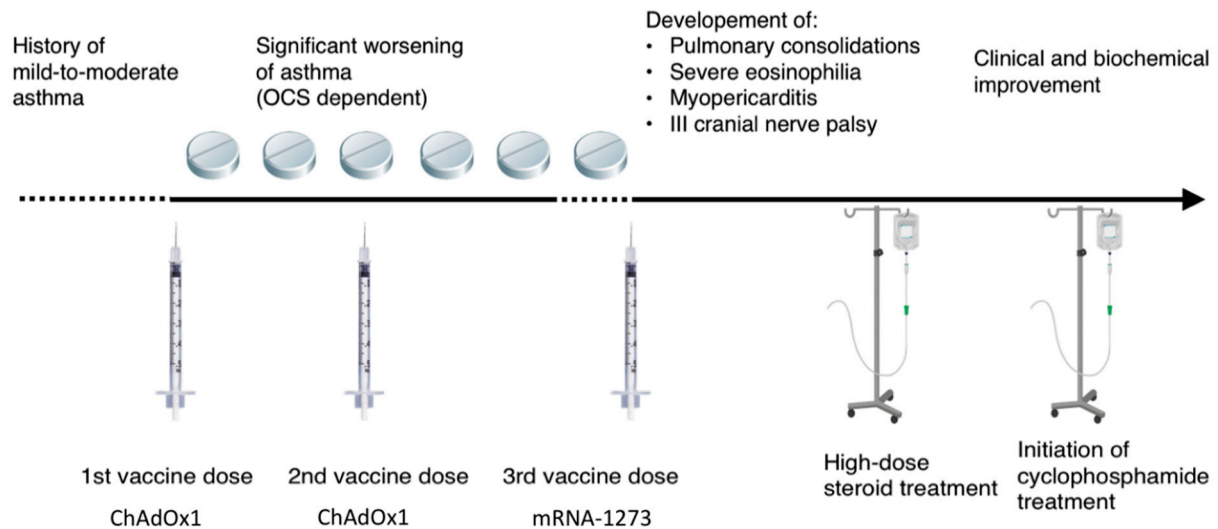 History of
mild-to-moderate
asthma
Significant worsening
of asthma
(OCS dependent)
Developement of:
• Pulmonary consolidations
• Severe eosinophilia
• Myopericarditis
• III cranial nerve palsy
Clinical and biochemical
improvement
1st vaccine dose
ChAdOx1
2nd vaccine dose
ChAdOx1
3rd vaccine dose
mRNA-1273
High-dose
steroid treatment
Initiation of
cyclophosphamide
treatment